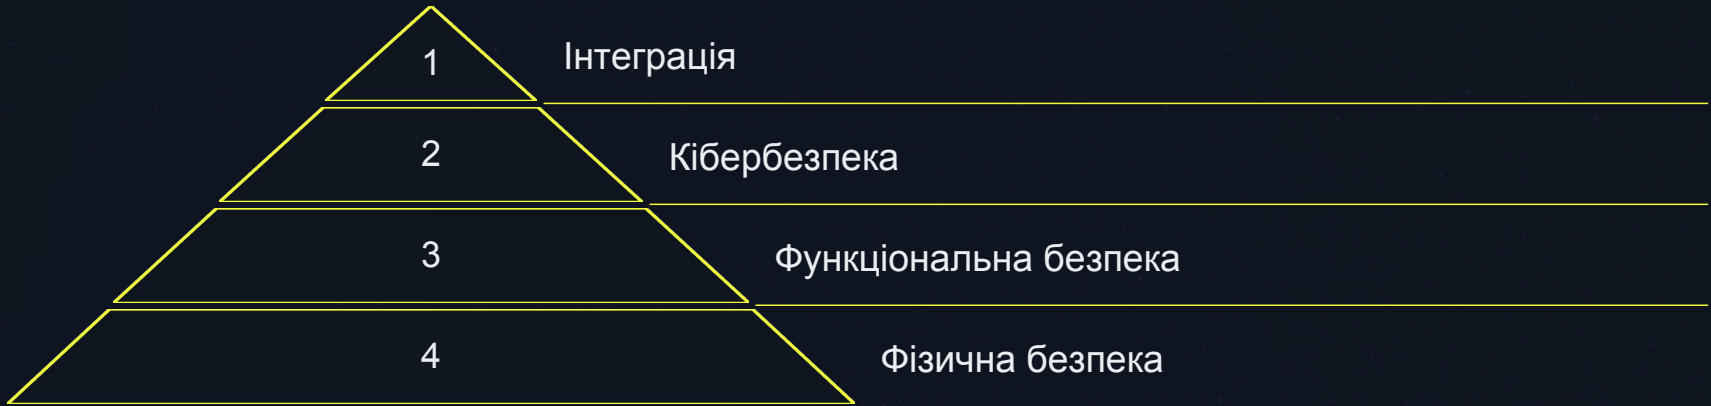 1
Інтеграція
2
Кібербезпека
3
Функціональна безпека
4
Фізична безпека